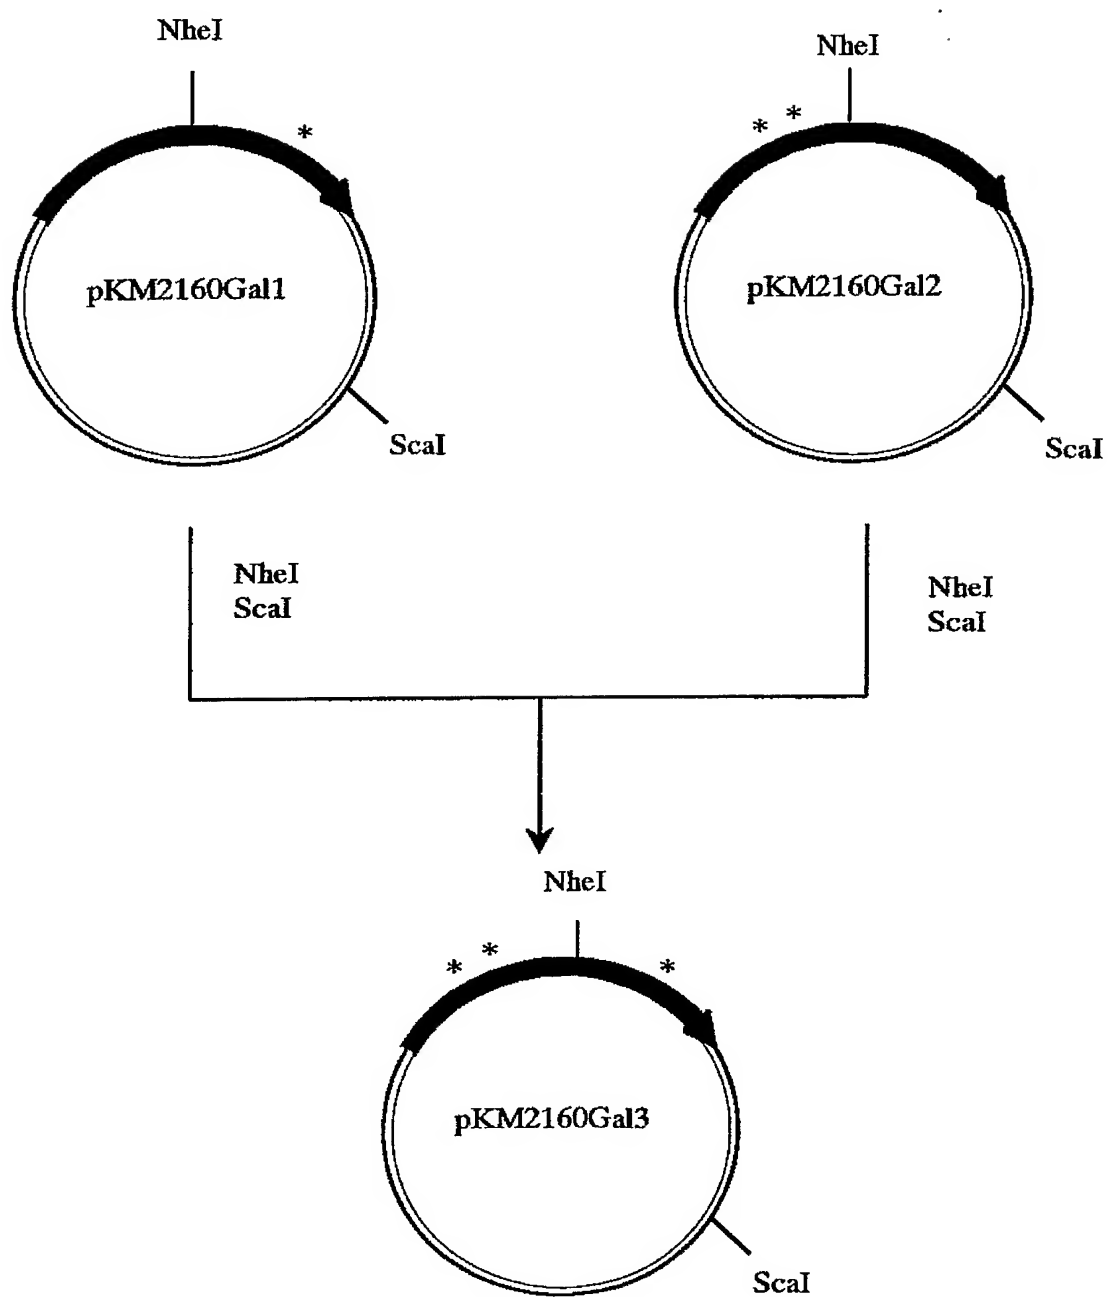 NheI
NheI
*
* *
pKM2160Gal1
pKM2160Gal2
ScaI
ScaI
NheI
ScaI
NheI
ScaI
NheI
* * *
pKM2160Gal3
ScaI